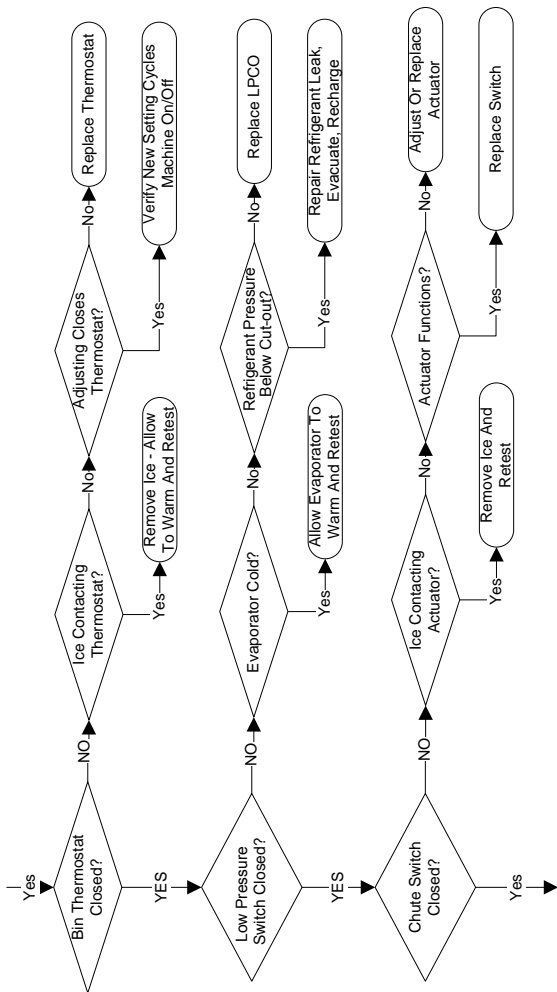 Yes
Bin Thermostat
Closed?
NO
Ice Contacting
Thermostat?
No
Adjusting Closes
Thermostat?
No
Replace Thermostat
Yes
Remove Ice - Allow
To Warm And Retest
Yes
Verify New Setting Cycles
Machine On/Off
YES
Low Pressure
Switch Closed?
NO
Evaporator Cold?
No
Refrigerant Pressure
Below Cut-out?
No
Replace LPCO
Yes
Allow Evaporator To
Warm And Retest
Yes
Repair Refrigerant Leak,
Evacuate, Recharge
YES
Chute Switch
Closed?
NO
Ice Contacting
Actuator?
No
Actuator Functions?
No
Adjust Or Replace
Actuator
Yes
Remove Ice And
Retest
Yes
Replace Switch
Yes